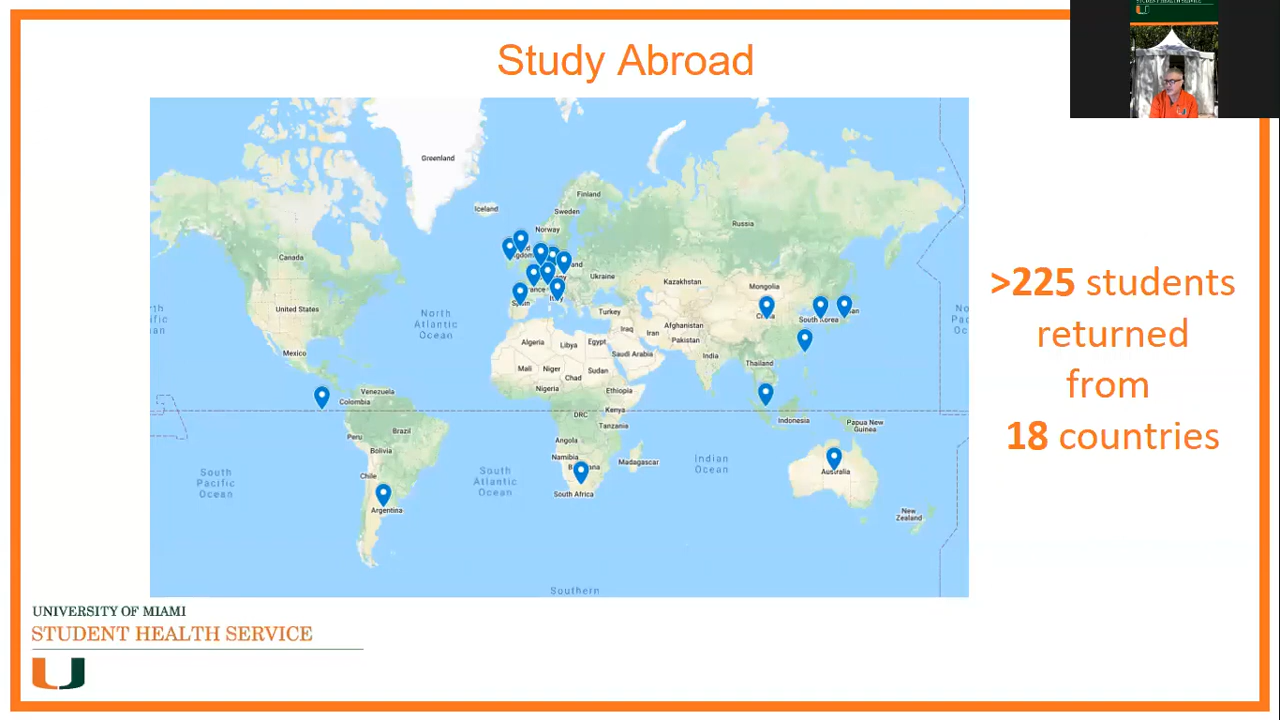 STUDENT HEALTH SERVICE
Study Abroad
Greenland
Iceland
Finland
Sweden
Norway
Russia
Canada
Ukraine
Kazakhstan
Mongolia
North
Atlantic
Ocean
United States
Turkey
South Korea
Iraq
Iran
Afghanistan
Pakistan
Algeria
Libya
Egypt
Saudi Arabia
India
Mexico
Thailand
Mali
Niger
Chad
Sudan
Nigeria
Ethiopia
Venezuela
Colombia
DRC
Kenya
Indonesia
Papua New
Guinea
Tanzania
Brazil
Peru
Angola
Bolivia
Namibia
Madagascar
Indian
Ocean
South
Pacific
Ocean
South
Atlantic
Ocean
Chile
Australia
South Africa
Argentina
New
Zealand
Southern
>225 students
returned
from
18 countries
UNIVERSITY OF MIAMI
STUDENT HEALTH SERVICE